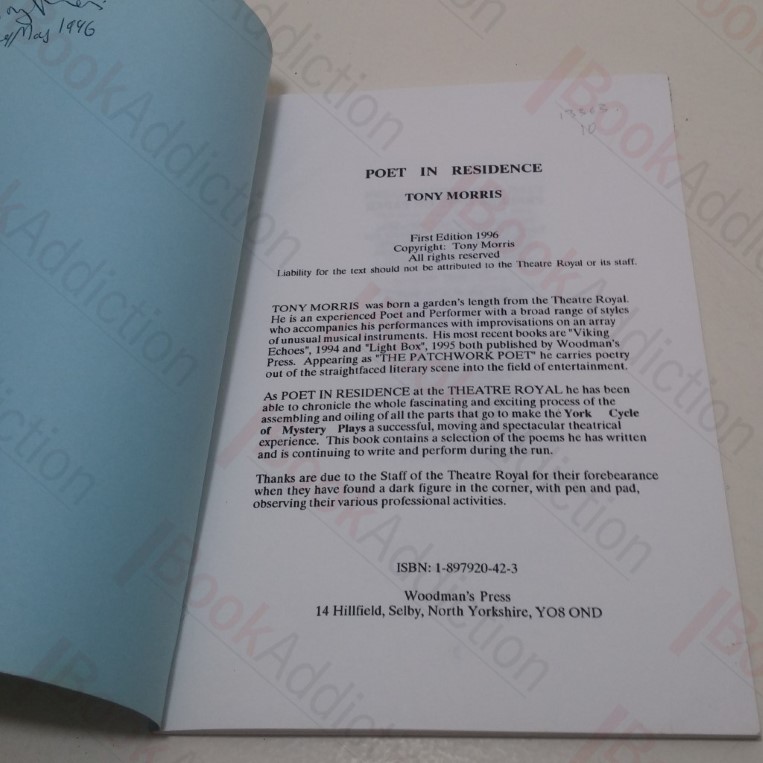 May 1996
POET IN RESIDENCE
TONY MORRIS
First Edition 1996
Copyright: Tony Morris
All rights reserved
Liability for the text should not be attributed to the Theatre Royal or its staff.
TONY MORRIS was born a garden's length from the Theatre Royal.
He is an experienced Poet and Performer with a broad range of styles
who accompanies his performances with improvisations on an array
of unusual musical instruments. His most recent books are "Viking
Echoes", 1994 and "Light Box", 1995 both published by Woodman's
Press. Appearing as "THE PATCHWORK POET" he carries poetry
out of the straightfaced literary scene into the field of entertainment.
As POET IN RESIDENCE at the THEATRE ROYAL he has been
able to chronicle the whole fascinating and exciting process of the
assembling and oiling of all the parts that go to make the York Cycle
of Mystery Plays a successful, moving and spectacular theatrical
experience. This book contains a selection of the poems he has written
and is continuing to write and perform during the run.
Thanks are due to the Staff of the Theatre Royal for their forebearance
when they have found a dark figure in the corner, with pen and pad,
observing their various professional activities.
ISBN: 1-897920-42-3
Woodman's Press
14 Hillfield, Selby, North Yorkshire, YO8 OND
BookAddiction